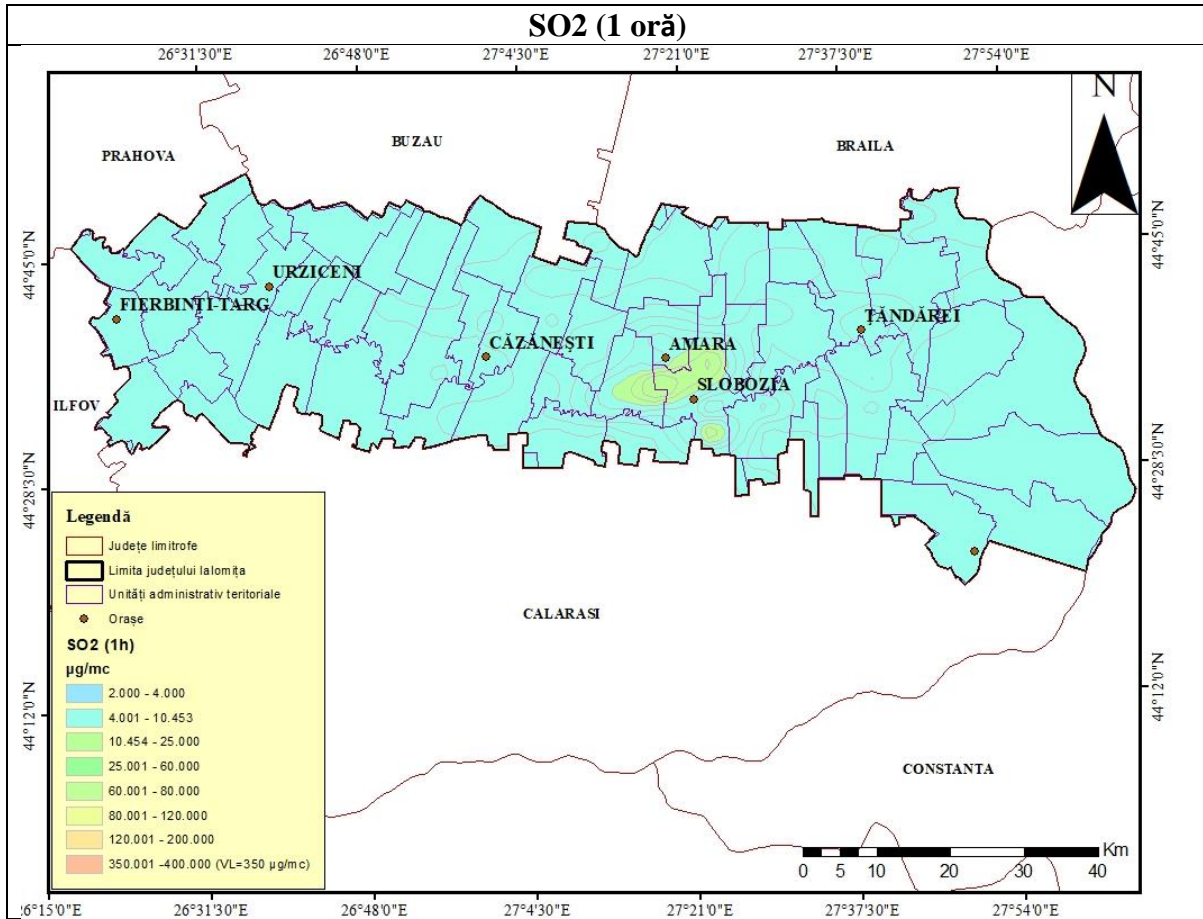 SO2 (1 oră)
26°31'30"E 26°48'0"E 27°4'30"E 27°21'0"E 27°37'30"E 27°54'0"E
N
PRAHOVA
BUZAU
BRAILA
44°45'0"N
44°45'0"N
URZICENI
FIERBINTI-TARG
ȚĂNDĂREI
CĂZĂNEȘTI
AMARA
SLOBOZIA
ILFOV
44°28'30"N
44°28'30"N
Legendă
Județe limitrofe
Limita județului Ialomița
Unități administrativ teritoriale
Orașe
SO2 (1h)
µg/mc
2.000 - 4.000
4.001 - 10.453
10.454 - 25.000
25.001 - 60.000
60.001 - 80.000
80.001 - 120.000
120.001 - 200.000
350.001 -400.000 (VL=350 µg/mc)
CALARASI
44°12'0"N
44°12'0"N
CONSTANTA
Km
0 5 10 20 30 40
26°15'0"E 26°31'30"E 26°48'0"E 27°4'30"E 27°21'0"E 27°37'30"E 27°54'0"E